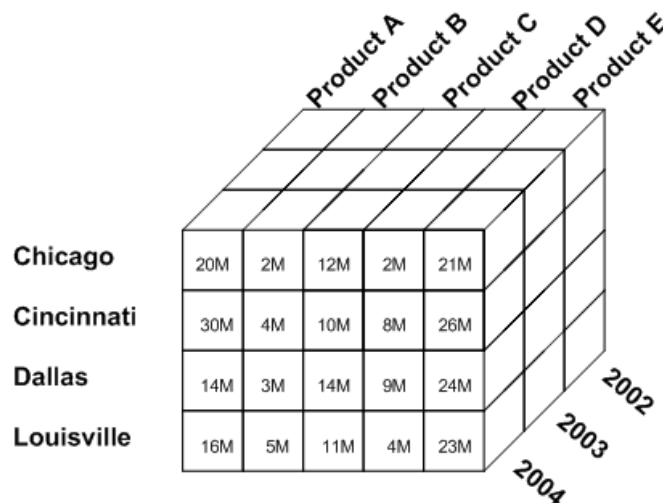 Product A Product B Product C Product D Product E
Chicago 20M 2M 12M 2M 21M
Cincinnati 30M 4M 10M 8M 26M
Dallas 14M 3M 14M 9M 24M
Louisville 16M 5M 11M 4M 23M
2002
2003
2004